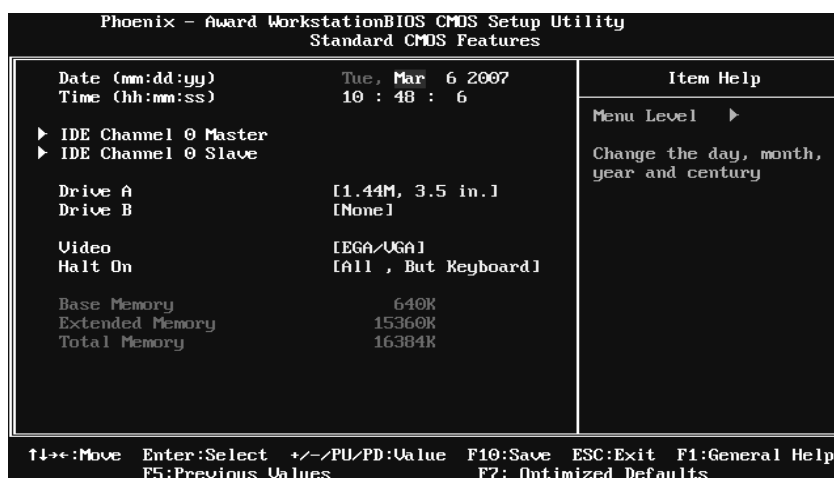 Phoenix - Award WorkstationBIOS CMOS Setup Utility
Standard CMOS Features
Date (mm:dd:yy) Tue, Mar 6 2007
Time (hh:mm:ss) 10 : 48 : 6
▶ IDE Channel 0 Master
▶ IDE Channel 0 Slave
Drive A [1.44M, 3.5 in.]
Drive B [None]
Video [EGA/VGA]
Halt On [All , But Keyboard]
Base Memory 640K
Extended Memory 15360K
Total Memory 16384K
Item Help
Menu Level ▶
Change the day, month,
year and century
↑↓→←:Move Enter:Select +/-/PU/PD:Value F10:Save ESC:Exit F1:General Help
F5:Previous Values F7: Optimized Defaults